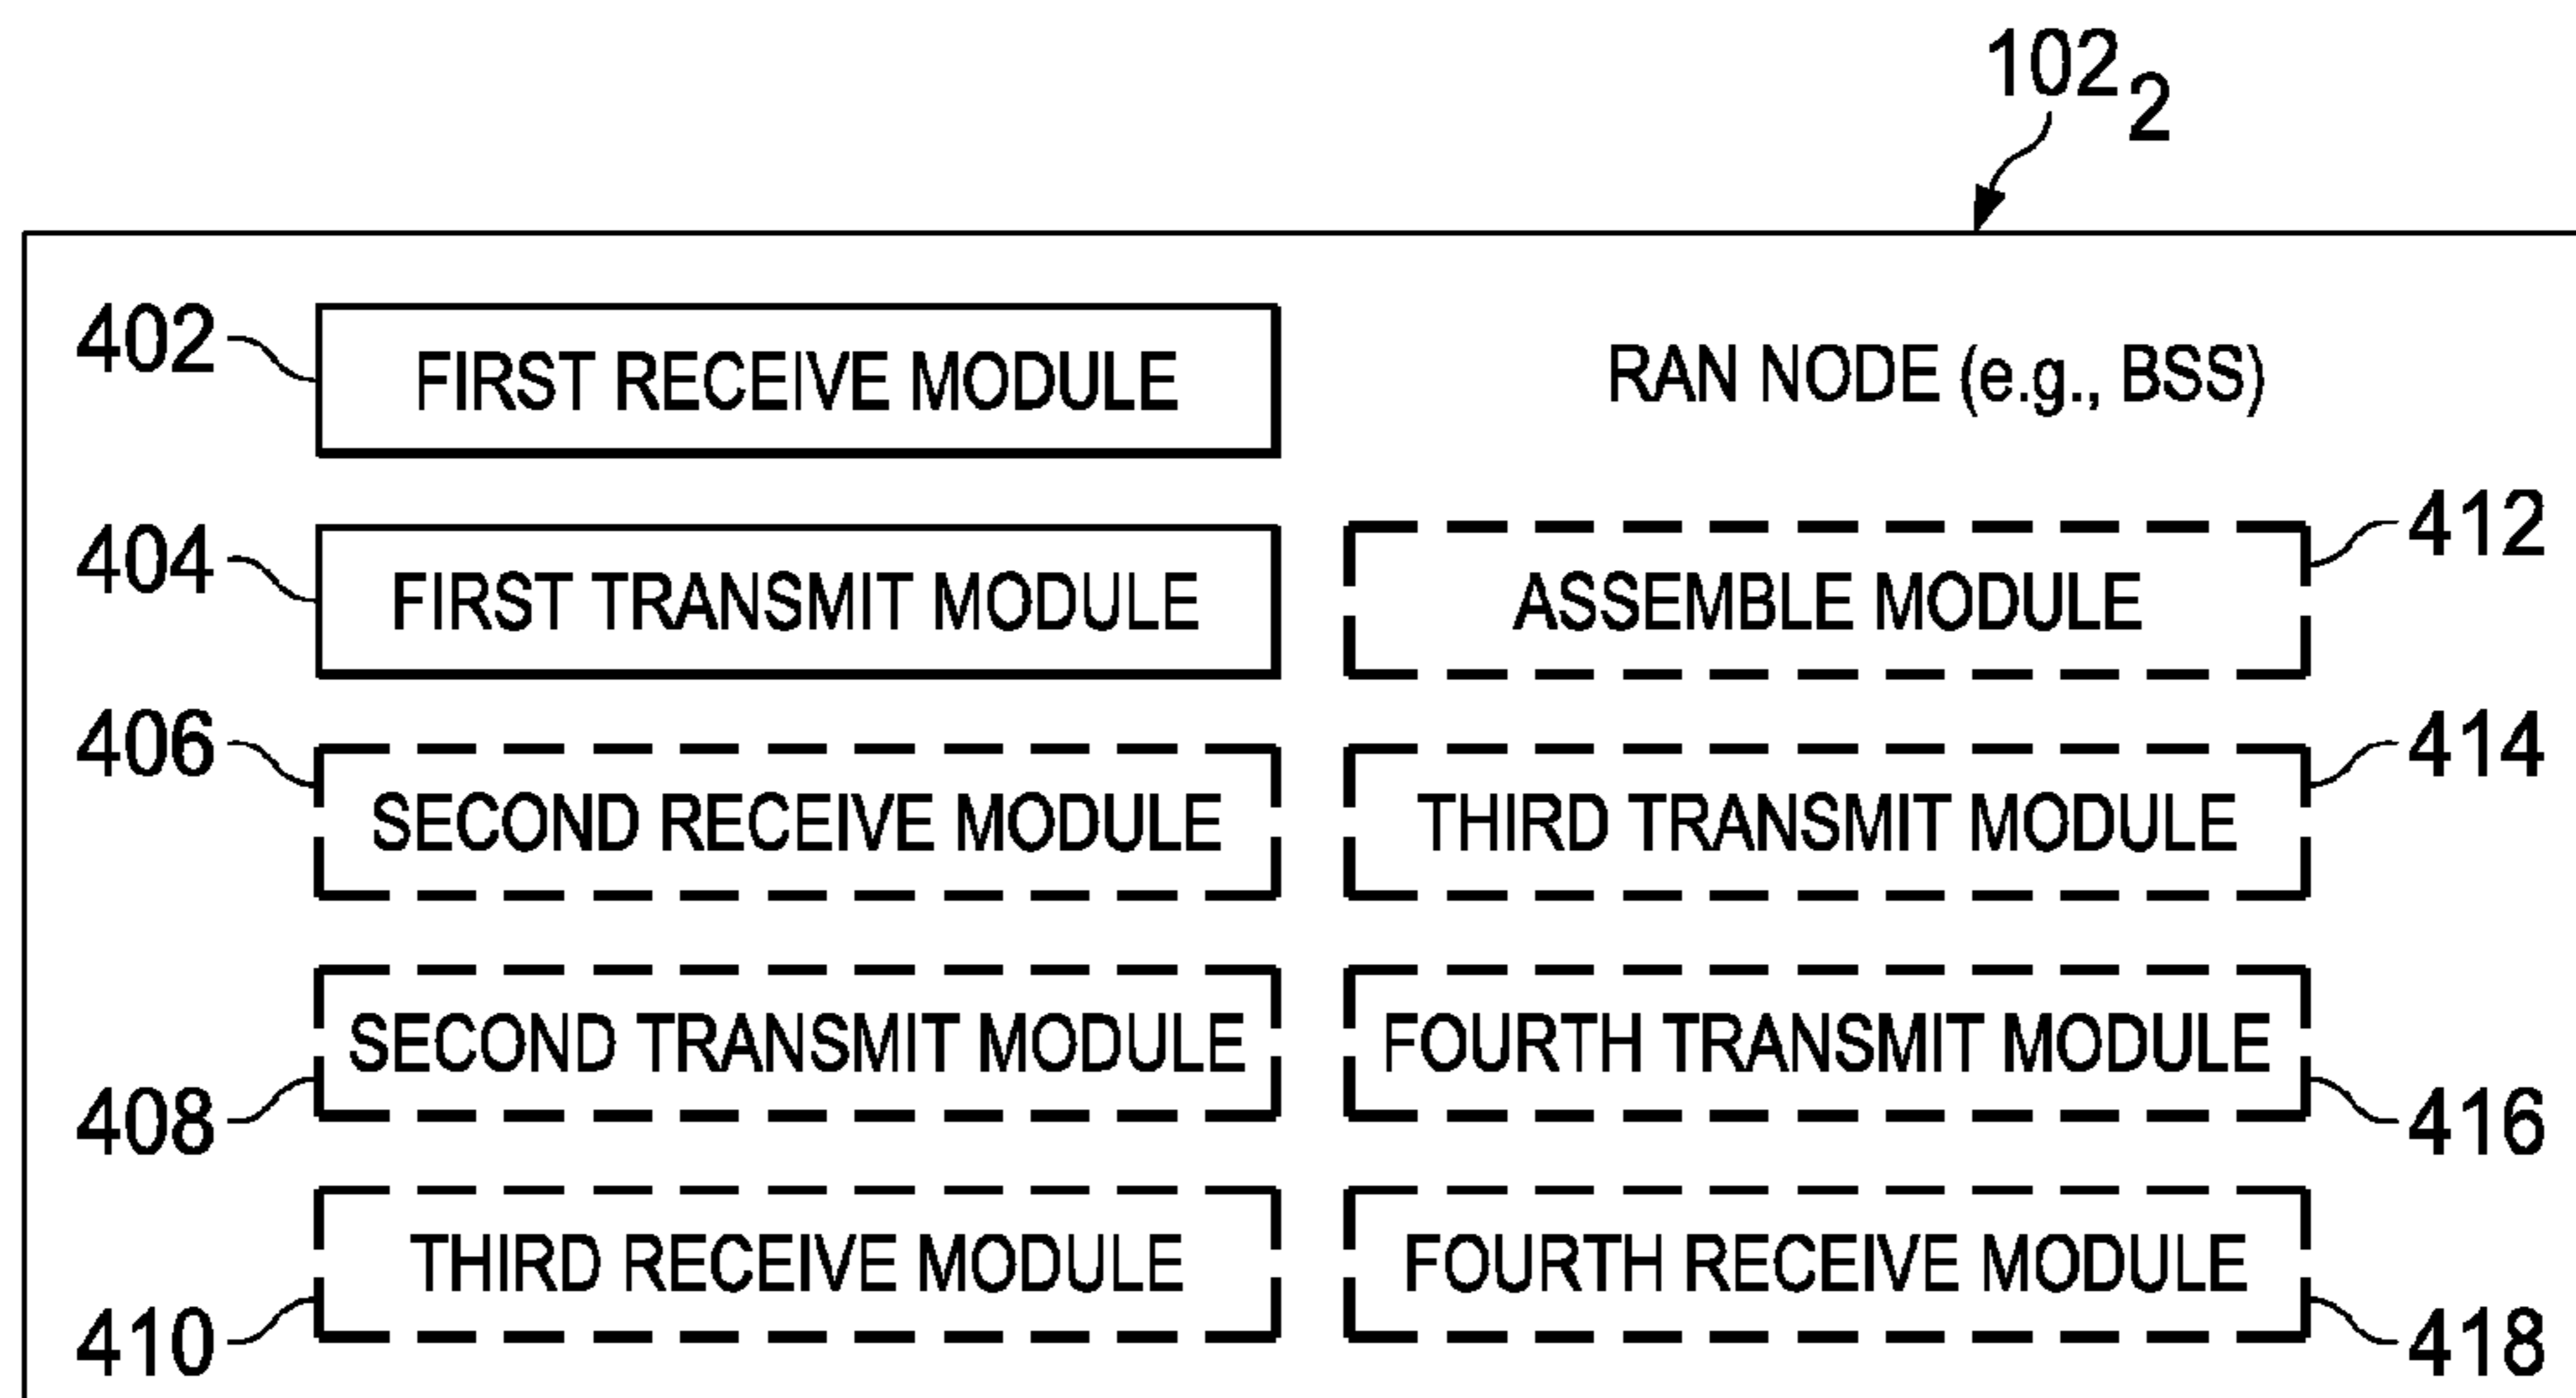 102₂
402
FIRST RECEIVE MODULE
RAN NODE (e.g., BSS)
404
FIRST TRANSMIT MODULE
412
ASSEMBLE MODULE
406
SECOND RECEIVE MODULE
414
THIRD TRANSMIT MODULE
408
SECOND TRANSMIT MODULE
416
FOURTH TRANSMIT MODULE
410
THIRD RECEIVE MODULE
418
FOURTH RECEIVE MODULE